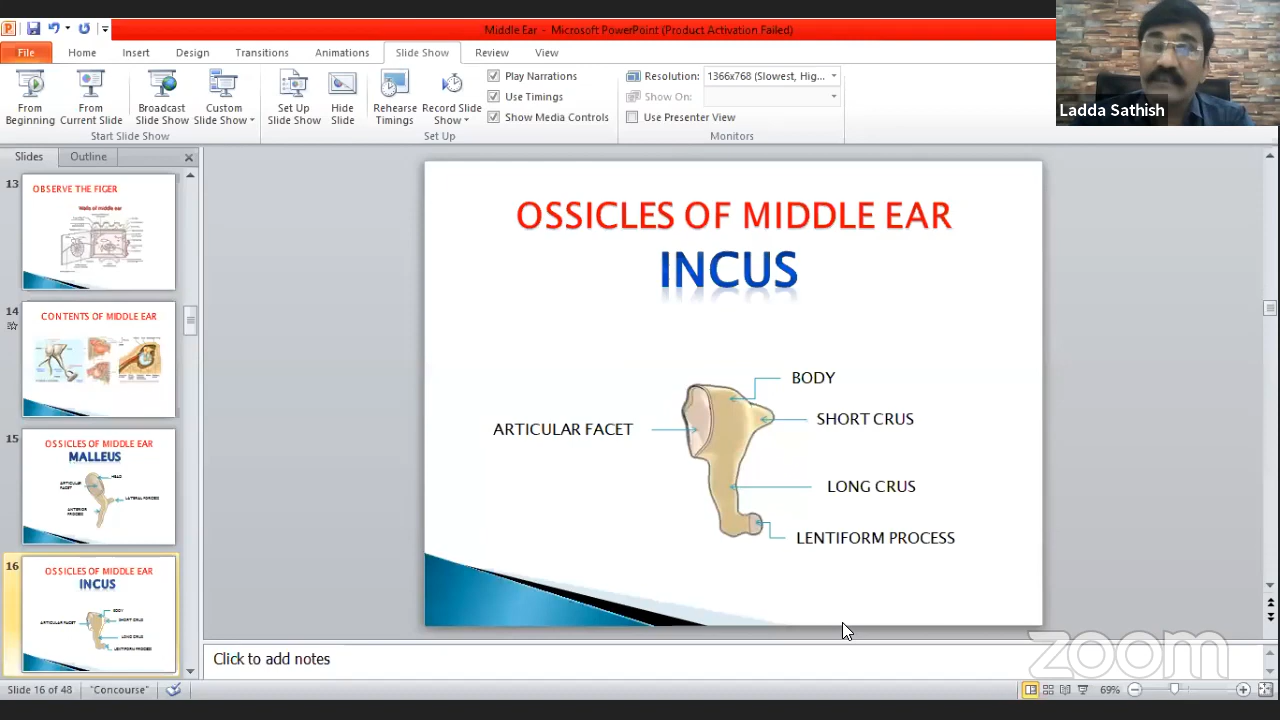 Middle Ear - Microsoft PowerPoint (Product Activation Failed)
File Home Insert Design Transitions Animations Slide Show Review View
From Beginning
From Current Slide
Broadcast Slide Show
Custom Slide Show
Set Up Slide Show
Hide Slide
Rehearse Timings
Record Slide Show
Play Narrations
Use Timings
Show Media Controls
Resolution: 1366x768 (Slowest, Hig...
Show On:
Use Presenter View
Start Slide Show
Set Up
Monitors
Ladda Sathish
Slides Outline
13
OBSERVE THE FIGER
Walls of middle ear
14
CONTENTS OF MIDDLE EAR
15
OSSICLES OF MIDDLE EAR
MALLEUS
HEAD
ARTICULAR FACET
ANTERIOR
16
OSSICLES OF MIDDLE EAR
INCUS
BODY
SHORT CRUS
ARTICULAR FACET
LONG CRUS
LENTIFORM PROCESS
OSSICLES OF MIDDLE EAR
INCUS
BODY
SHORT CRUS
ARTICULAR FACET
LONG CRUS
LENTIFORM PROCESS
Click to add notes
zoom
Slide 16 of 48 "Concourse" 69%